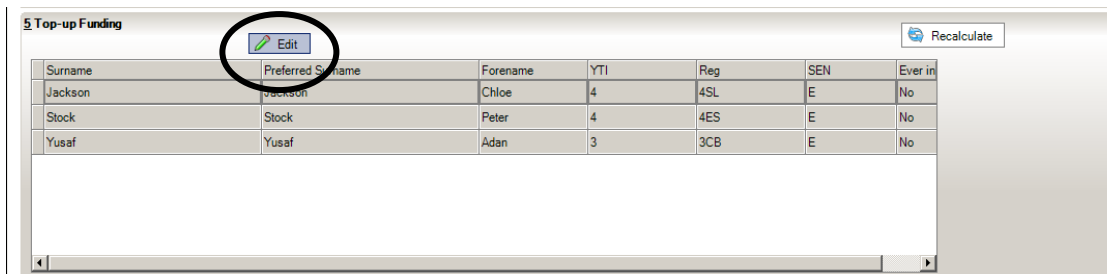 5 Top-up Funding
Edit
Recalculate
Surname Preferred Surname Forename YTI Reg SEN Ever in
Jackson Jackson Chloe 4 4SL E No
Stock Stock Peter 4 4ES E No
Yusaf Yusaf Adan 3 3CB E No